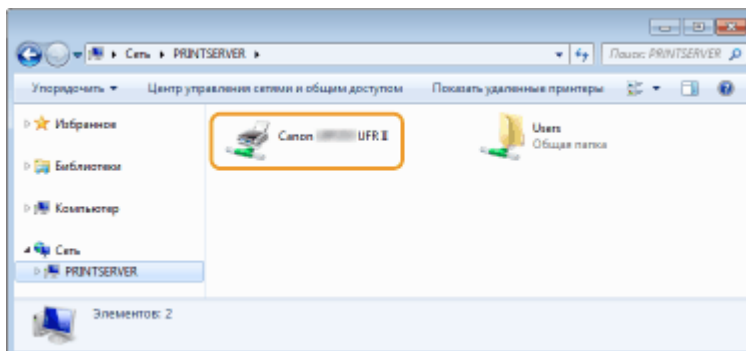 Сеть ▸ PRINTSERVER ▸
Поиск: PRINTSERVER
Упорядочить ▾ Центр управления сетями и общим доступом Показать удаленные принтеры
Избранное
Библиотеки
Компьютер
Сеть
PRINTSERVER
Canon UFR II
Users
Общая папка
Элементов: 2